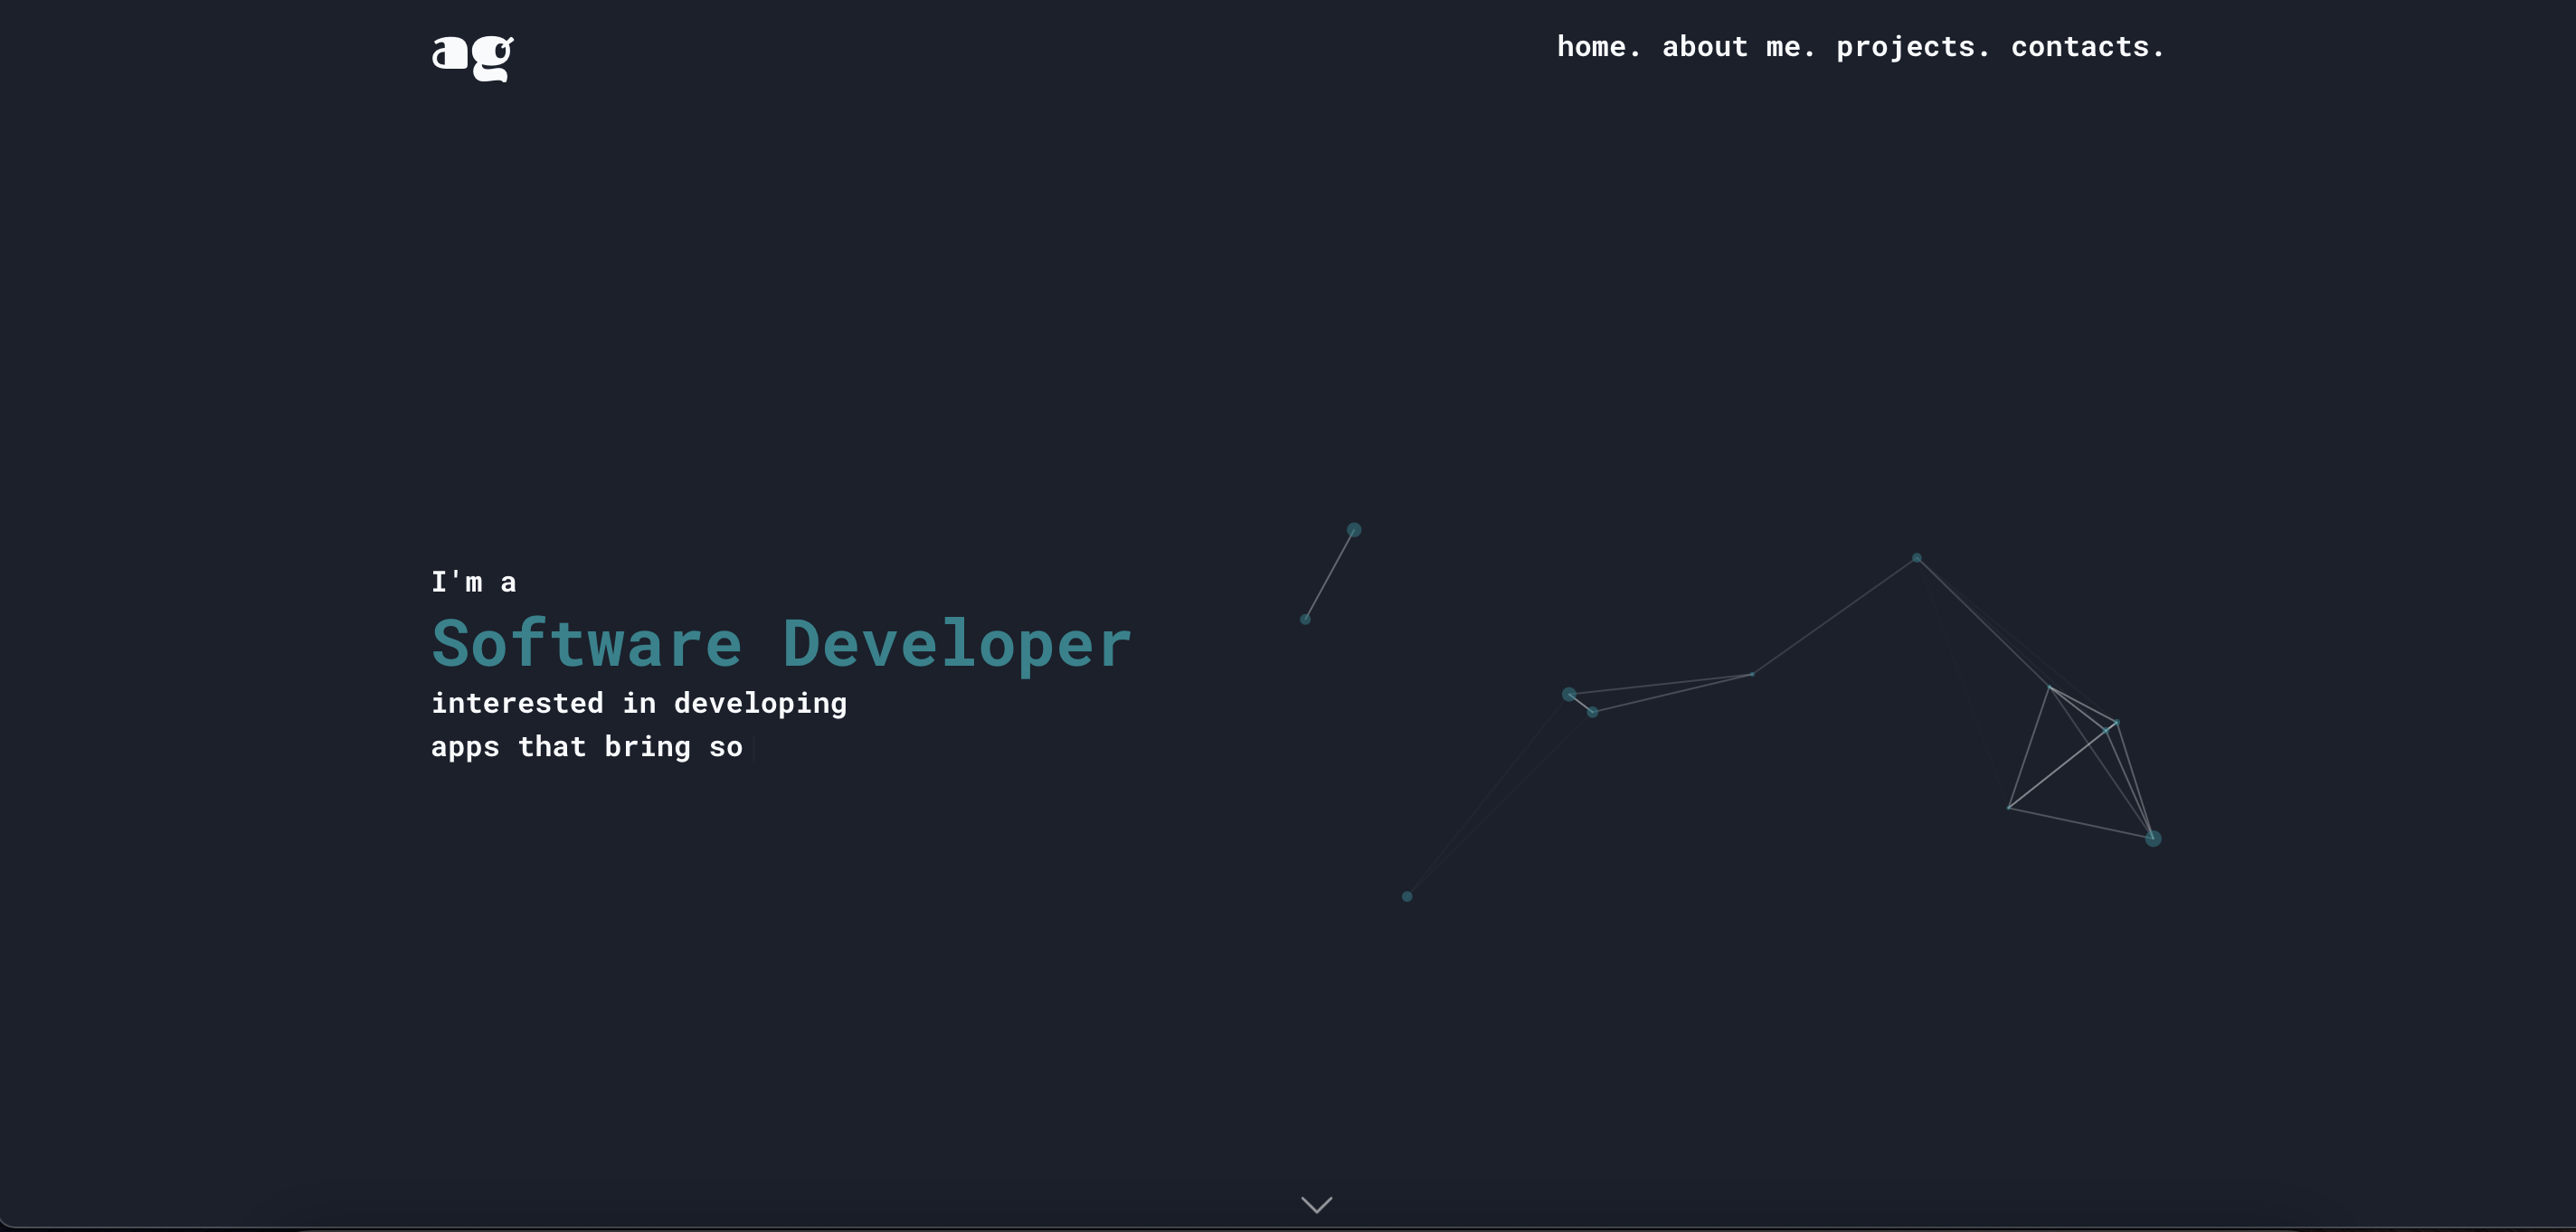 ag
home. about me. projects. contacts.
I'm a
Software Developer
interested in developing
apps that bring so